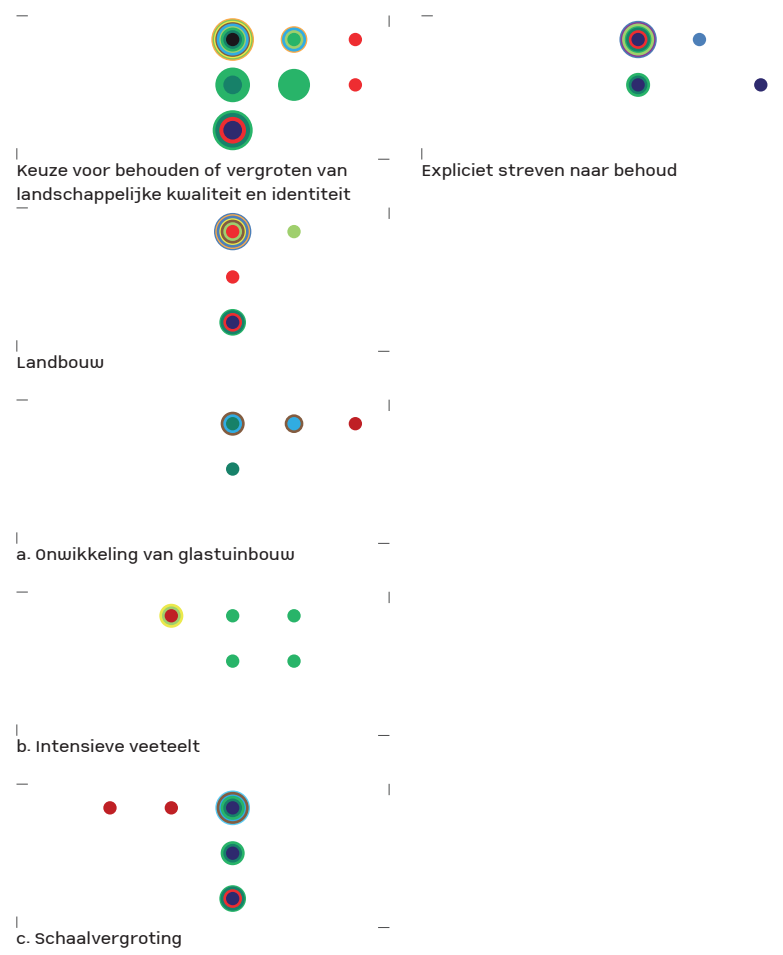 Keuze voor behouden of vergroten van
landschappelijke kwaliteit en identiteit
Expliciet streven naar behoud
Landbouw
a. Onwikkeling van glastuinbouw
b. Intensieve veeteelt
c. Schaalvergroting